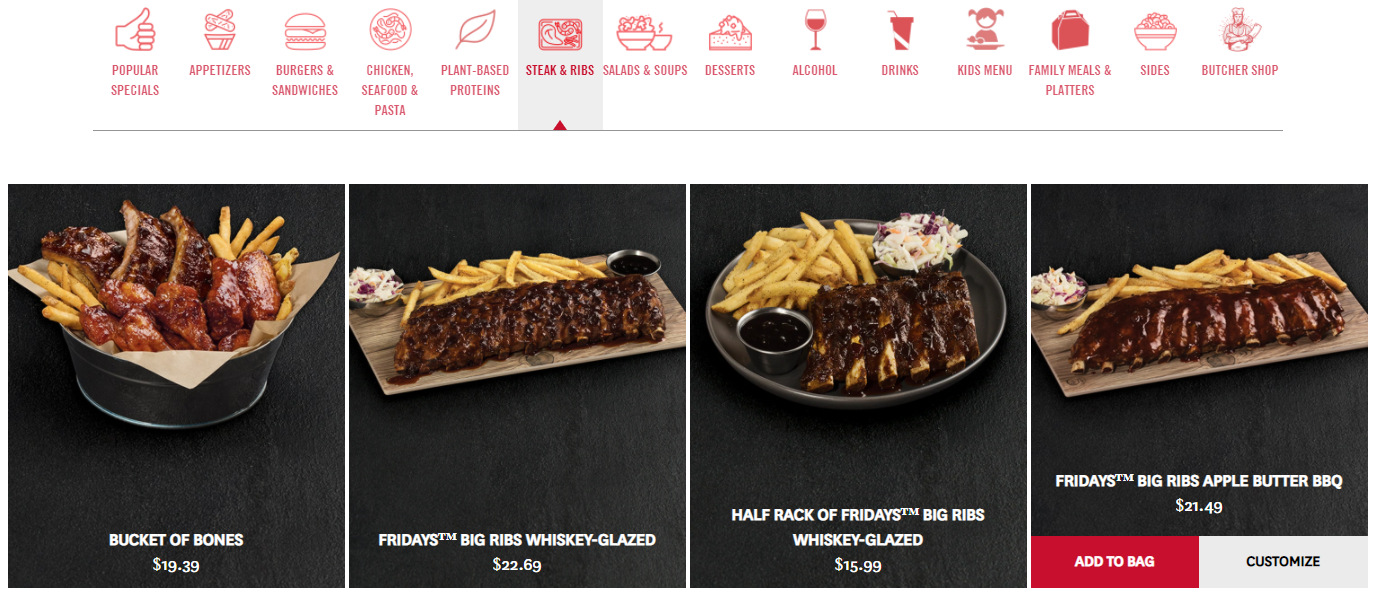 POPULAR
SPECIALS
APPETIZERS
BURGERS &
SANDWICHES
CHICKEN,
SEAFOOD &
PASTA
PLANT-BASED
PROTEINS
STEAK & RIBS
SALADS & SOUPS
DESSERTS
ALCOHOL
DRINKS
KIDS MENU
FAMILY MEALS &
PLATTERS
SIDES
BUTCHER SHOP
BUCKET OF BONES
$19.39
FRIDAYS™ BIG RIBS WHISKEY-GLAZED
$22.69
HALF RACK OF FRIDAYS™ BIG RIBS
WHISKEY-GLAZED
$15.99
FRIDAYS™ BIG RIBS APPLE BUTTER BBQ
$21.49
ADD TO BAG
CUSTOMIZE